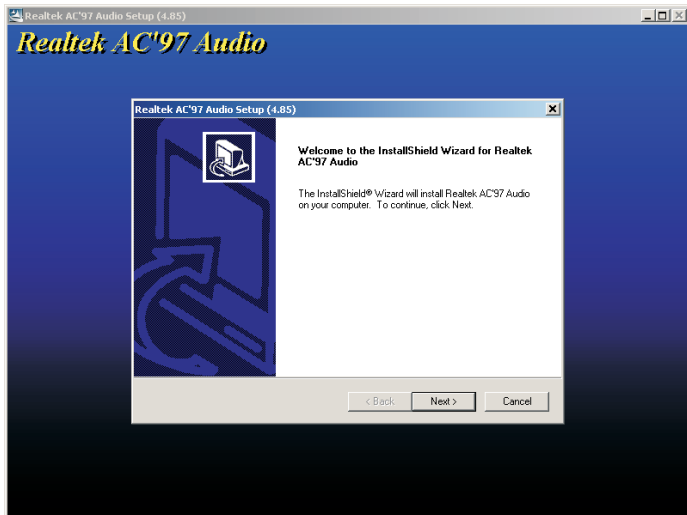 Realtek AC'97 Audio Setup (4.85)
Realtek AC'97 Audio
Realtek AC'97 Audio Setup (4.85)
Welcome to the InstallShield Wizard for Realtek
AC'97 Audio
The InstallShield® Wizard will install Realtek AC'97 Audio
on your computer. To continue, click Next.
< Back
Next >
Cancel